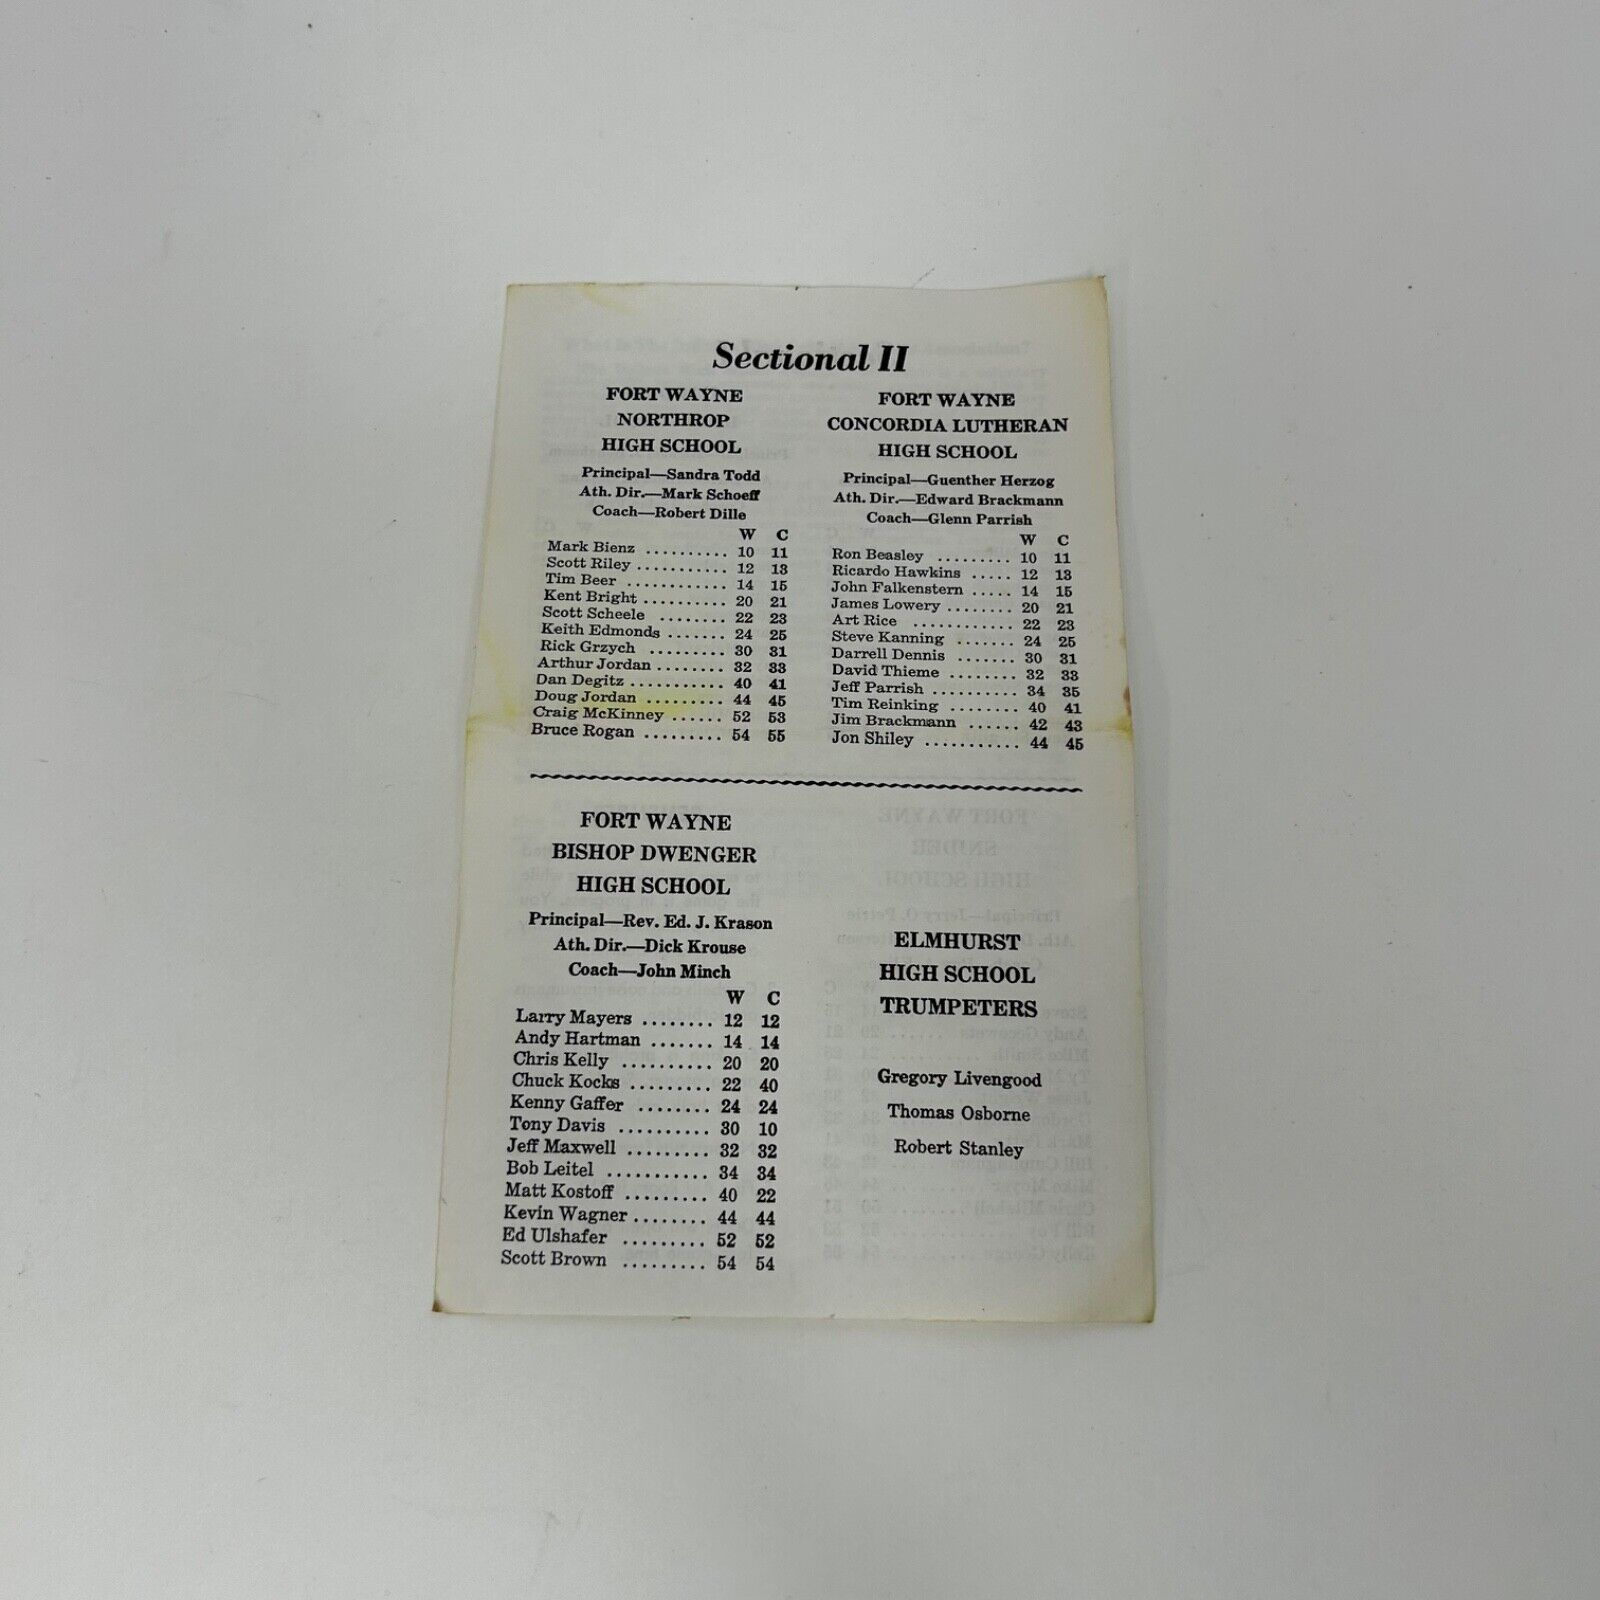 Sectional II
FORT WAYNE
NORTHROP
HIGH SCHOOL
Principal—Sandra Todd
Ath. Dir.—Mark Schoeff
Coach—Robert Dille
W C
Mark Bienz .......... 10 11
Scott Riley ........... 12 13
Tim Beer ............ 14 15
Kent Bright .......... 20 21
Scott Scheele ........ 22 23
Keith Edmonds ....... 24 25
Rick Grzych ......... 30 31
Arthur Jordan ........ 32 33
Dan Degitz ........... 40 41
Doug Jordan ......... 44 45
Craig McKinney ...... 52 53
Bruce Rogan ......... 54 55
FORT WAYNE
CONCORDIA LUTHERAN
HIGH SCHOOL
Principal—Guenther Herzog
Ath. Dir.—Edward Brackmann
Coach—Glenn Parrish
W C
Ron Beasley ......... 10 11
Ricardo Hawkins ..... 12 13
John Falkenstern ..... 14 15
James Lowery ........ 20 21
Art Rice ............ 22 23
Steve Kanning ....... 24 25
Darrell Dennis ....... 30 31
David Thieme ........ 32 33
Jeff Parrish .......... 34 35
Tim Reinking ........ 40 41
Jim Brackmann ...... 42 43
Jon Shiley ........... 44 45
FORT WAYNE
BISHOP DWENGER
HIGH SCHOOL
Principal—Rev. Ed. J. Krason
Ath. Dir.—Dick Krouse
Coach—John Minch
W C
Larry Mayers ........ 12 12
Andy Hartman ....... 14 14
Chris Kelly .......... 20 20
Chuck Kocks ......... 22 40
Kenny Gaffer ........ 24 24
Tony Davis .......... 30 10
Jeff Maxwell ......... 32 32
Bob Leitel ........... 34 34
Matt Kostoff ......... 40 22
Kevin Wagner ........ 44 44
Ed Ulshafer ......... 52 52
Scott Brown ......... 54 54
ELMHURST
HIGH SCHOOL
TRUMPETERS
Gregory Livengood
Thomas Osborne
Robert Stanley